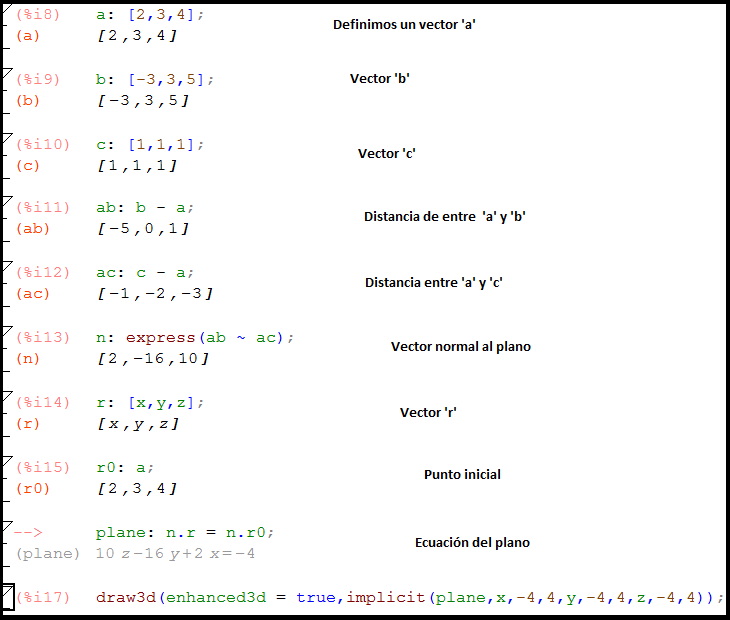 (%i8) a: [2,3,4]; Definimos un vector 'a'
(a) [2,3,4]
(%i9) b: [-3,3,5]; Vector 'b'
(b) [-3,3,5]
(%i10) c: [1,1,1]; Vector 'c'
(c) [1,1,1]
(%i11) ab: b - a; Distancia de entre 'a' y 'b'
(ab) [-5,0,1]
(%i12) ac: c - a; Distancia entre 'a' y 'c'
(ac) [-1,-2,-3]
(%i13) n: express(ab ~ ac); Vector normal al plano
(n) [2,-16,10]
(%i14) r: [x,y,z]; Vector 'r'
(r) [x,y,z]
(%i15) r0: a; Punto inicial
(r0) [2,3,4]
--> plane: n.r = n.r0; Ecuación del plano
(plane) 10 z-16 y+2 x=-4
(%i17) draw3d(enhanced3d = true,implicit(plane,x,-4,4,y,-4,4,z,-4,4));